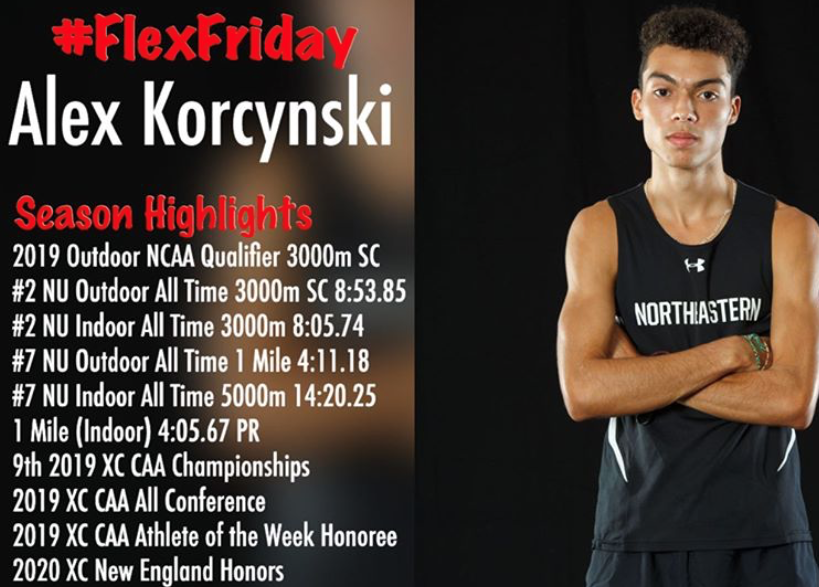 #FlexFriday
Alex Korcynski
Season Highlights
2019 Outdoor NCAA Qualifier 3000m SC
#2 NU Outdoor All Time 3000m SC 8:53.85
#2 NU Indoor All Time 3000m 8:05.74
#7 NU Outdoor All Time 1 Mile 4:11.18
#7 NU Indoor All Time 5000m 14:20.25
1 Mile (Indoor) 4:05.67 PR
9th 2019 XC CAA Championships
2019 XC CAA All Conference
2019 XC CAA Athlete of the Week Honoree
2020 XC New England Honors
NORTHEASTERN